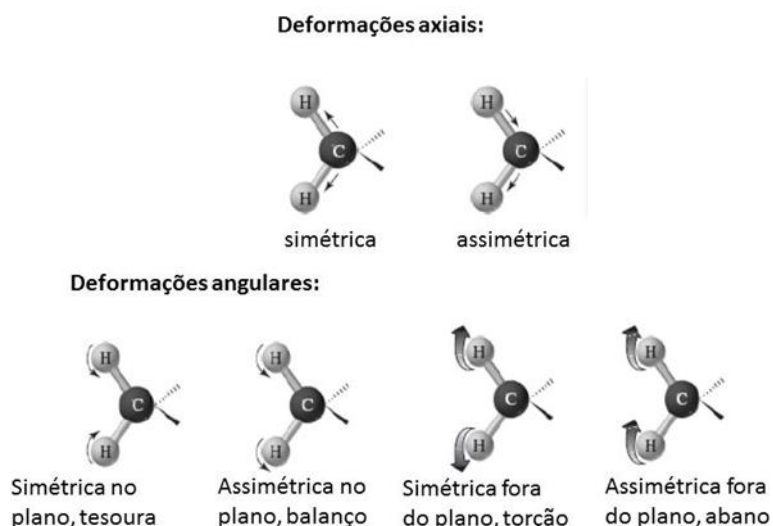 Deformações axiais:
H
H
C
C
H
H
simétrica
assimétrica
Deformações angulares:
H
H
H
H
C
C
C
C
H
H
H
H
Simétrica no
plano, tesoura
Assimétrica no
plano, balanço
Simétrica fora
do plano, torção
Assimétrica fora
do plano, abano